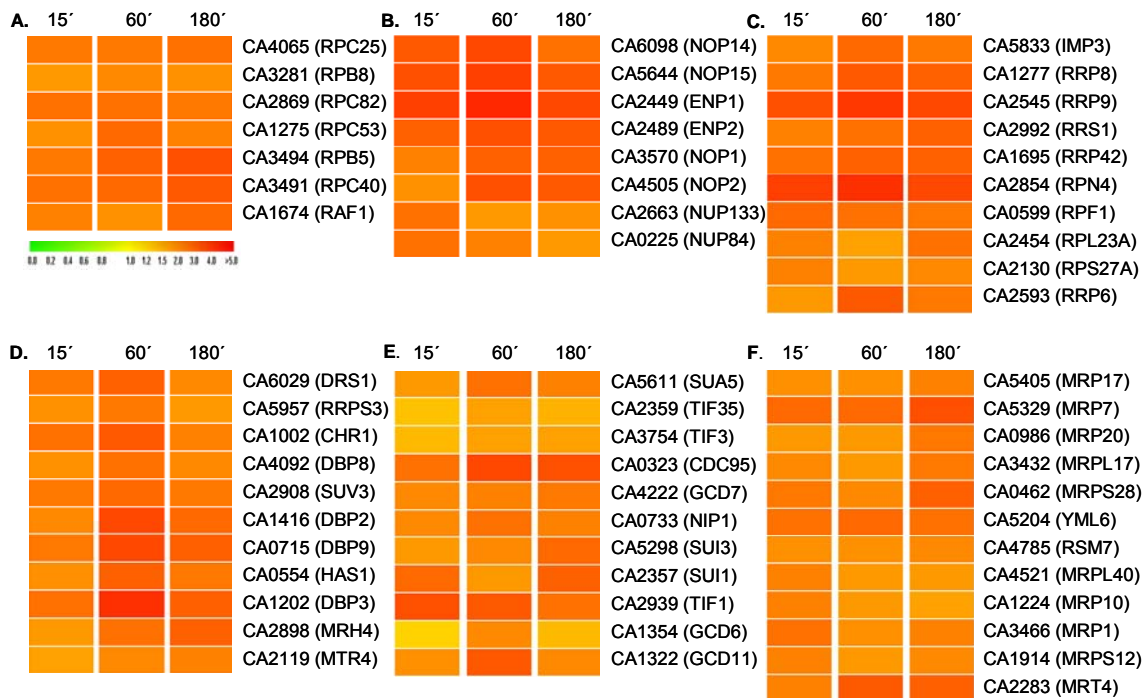 A. 15´ 60´ 180´
CA4065 (RPC25)
CA3281 (RPB8)
CA2869 (RPC82)
CA1275 (RPC53)
CA3494 (RPB5)
CA3491 (RPC40)
CA1674 (RAF1)
0.0 0.2 0.4 0.6 0.8 1.0 1.2 1.5 2.0 3.0 4.0 >5.0
B. 15´ 60´ 180´
CA6098 (NOP14)
CA5644 (NOP15)
CA2449 (ENP1)
CA2489 (ENP2)
CA3570 (NOP1)
CA4505 (NOP2)
CA2663 (NUP133)
CA0225 (NUP84)
C. 15´ 60´ 180´
CA5833 (IMP3)
CA1277 (RRP8)
CA2545 (RRP9)
CA2992 (RRS1)
CA1695 (RRP42)
CA2854 (RPN4)
CA0599 (RPF1)
CA2454 (RPL23A)
CA2130 (RPS27A)
CA2593 (RRP6)
D. 15´ 60´ 180´
CA6029 (DRS1)
CA5957 (RRPS3)
CA1002 (CHR1)
CA4092 (DBP8)
CA2908 (SUV3)
CA1416 (DBP2)
CA0715 (DBP9)
CA0554 (HAS1)
CA1202 (DBP3)
CA2898 (MRH4)
CA2119 (MTR4)
E. 15´ 60´ 180´
CA5611 (SUA5)
CA2359 (TIF35)
CA3754 (TIF3)
CA0323 (CDC95)
CA4222 (GCD7)
CA0733 (NIP1)
CA5298 (SUI3)
CA2357 (SUI1)
CA2939 (TIF1)
CA1354 (GCD6)
CA1322 (GCD11)
F. 15´ 60´ 180´
CA5405 (MRP17)
CA5329 (MRP7)
CA0986 (MRP20)
CA3432 (MRPL17)
CA0462 (MRPS28)
CA5204 (YML6)
CA4785 (RSM7)
CA4521 (MRPL40)
CA1224 (MRP10)
CA3466 (MRP1)
CA1914 (MRPS12)
CA2283 (MRT4)